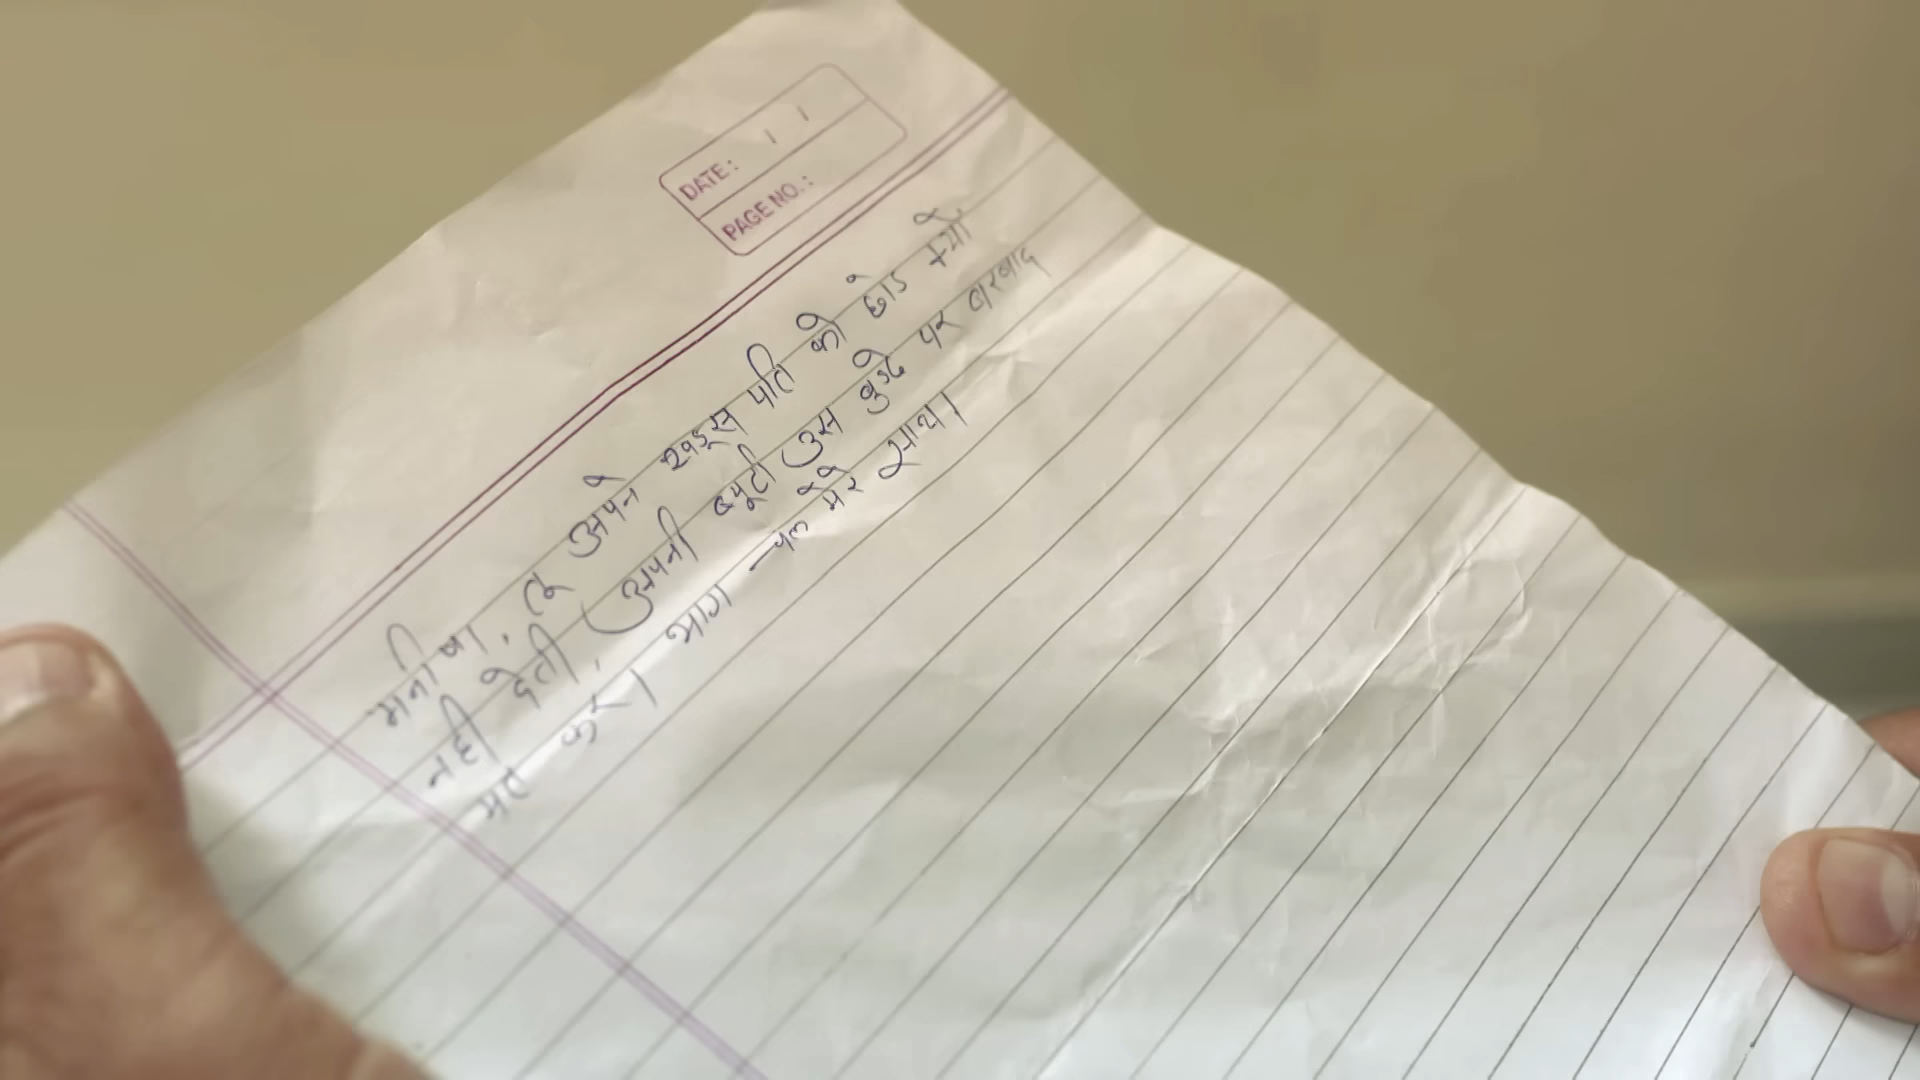 DATE: / /
PAGE NO.:
मनीषा, तू अपने खडूस पति को छोड क्यों
नहीं देती, अपनी ब्यूटी उस बुड्ढे पर बरबाद
मत कर। भाग चल मेरे साथ।